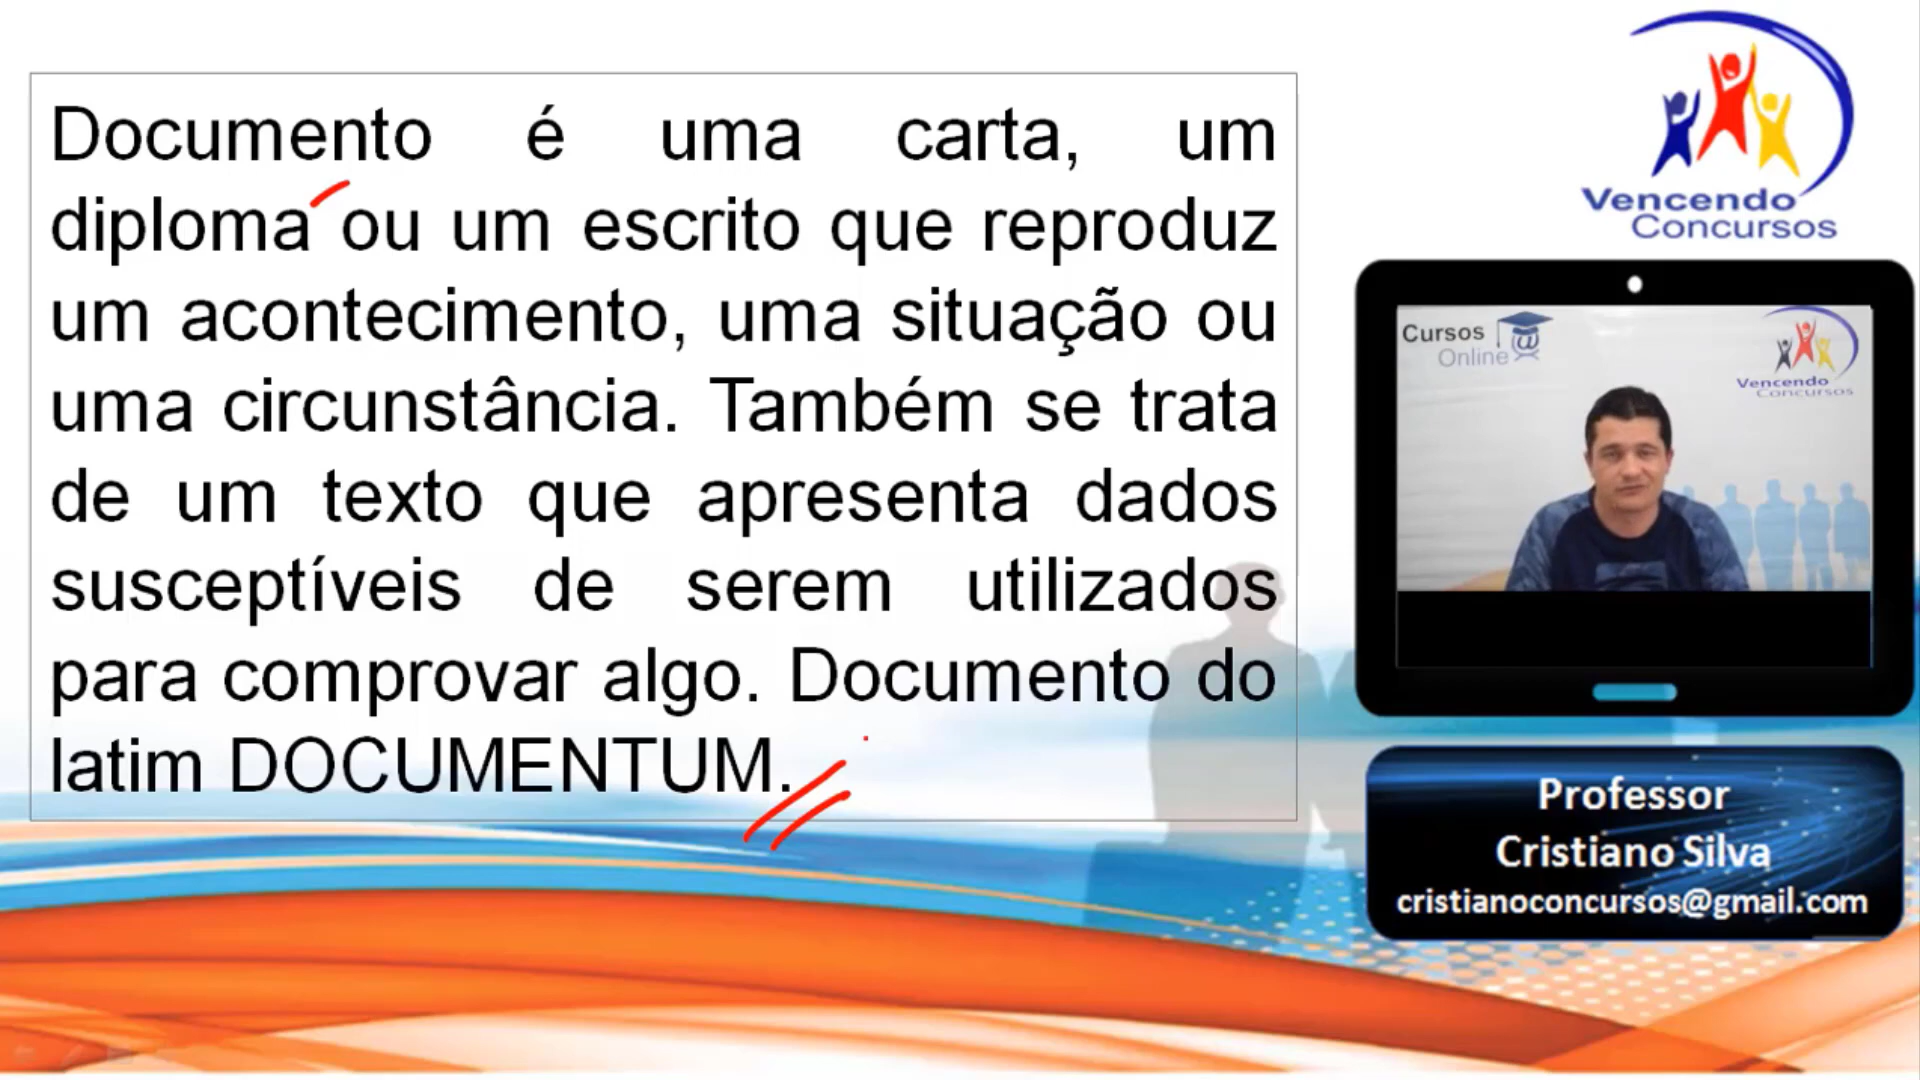 Documento é uma carta, um
diploma ou um escrito que reproduz
um acontecimento, uma situação ou
uma circunstância. Também se trata
de um texto que apresenta dados
susceptíveis de serem utilizados
para comprovar algo. Documento do
latim DOCUMENTUM.
Vencendo
Concursos
Cursos
Online
Vencendo
Concursos
Professor
Cristiano Silva
cristianoconcursos@gmail.com